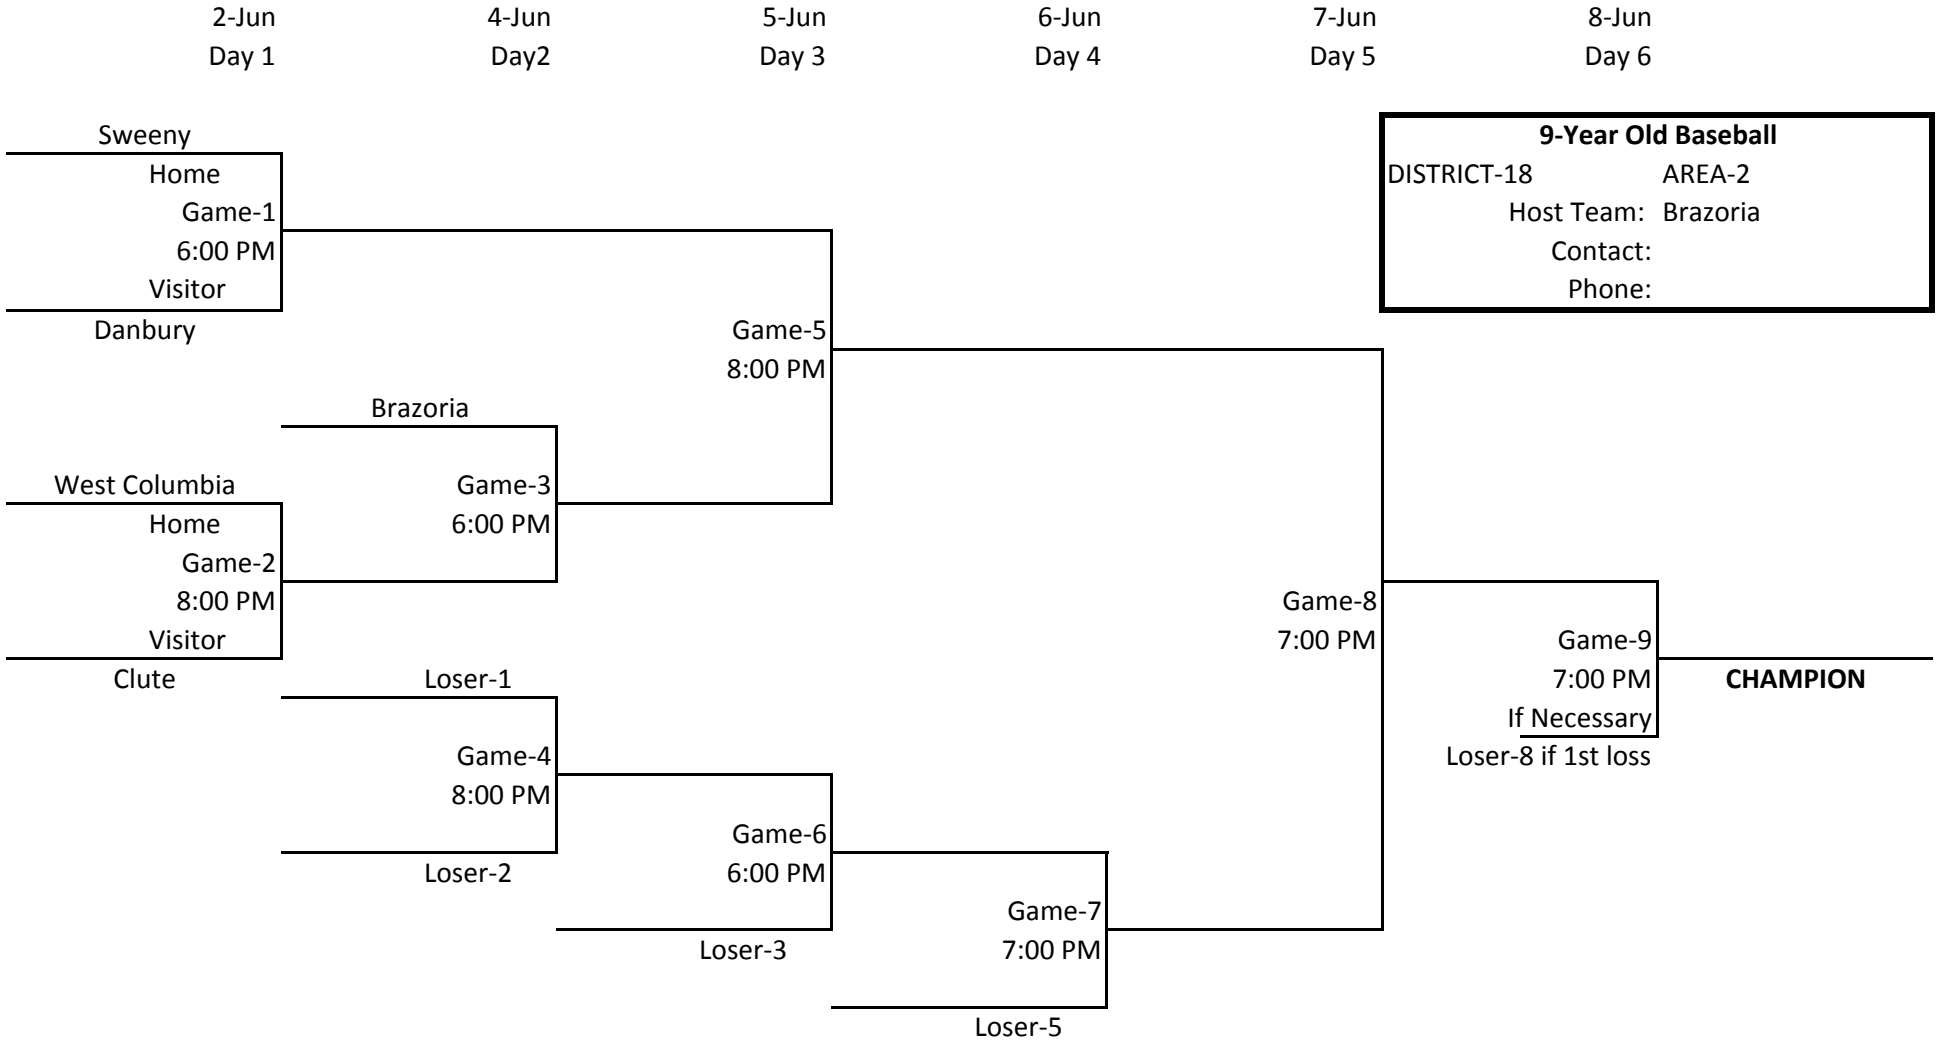 2-Jun 4-Jun 5-Jun 6-Jun 7-Jun 8-Jun
Day 1 Day2 Day 3 Day 4 Day 5 Day 6
9-Year Old Baseball
DISTRICT-18 AREA-2
Host Team: Brazoria
Contact:
Phone:
Sweeny
Home
Game-1
6:00 PM
Visitor
Danbury
Game-5
8:00 PM
Brazoria
West Columbia
Home
Game-2
8:00 PM
Visitor
Clute
Game-3
6:00 PM
Loser-1
Game-4
8:00 PM
Loser-2
Game-6
6:00 PM
Loser-3
Game-7
7:00 PM
Loser-5
Game-8
7:00 PM
Game-9
7:00 PM
If Necessary
Loser-8 if 1st loss
CHAMPION